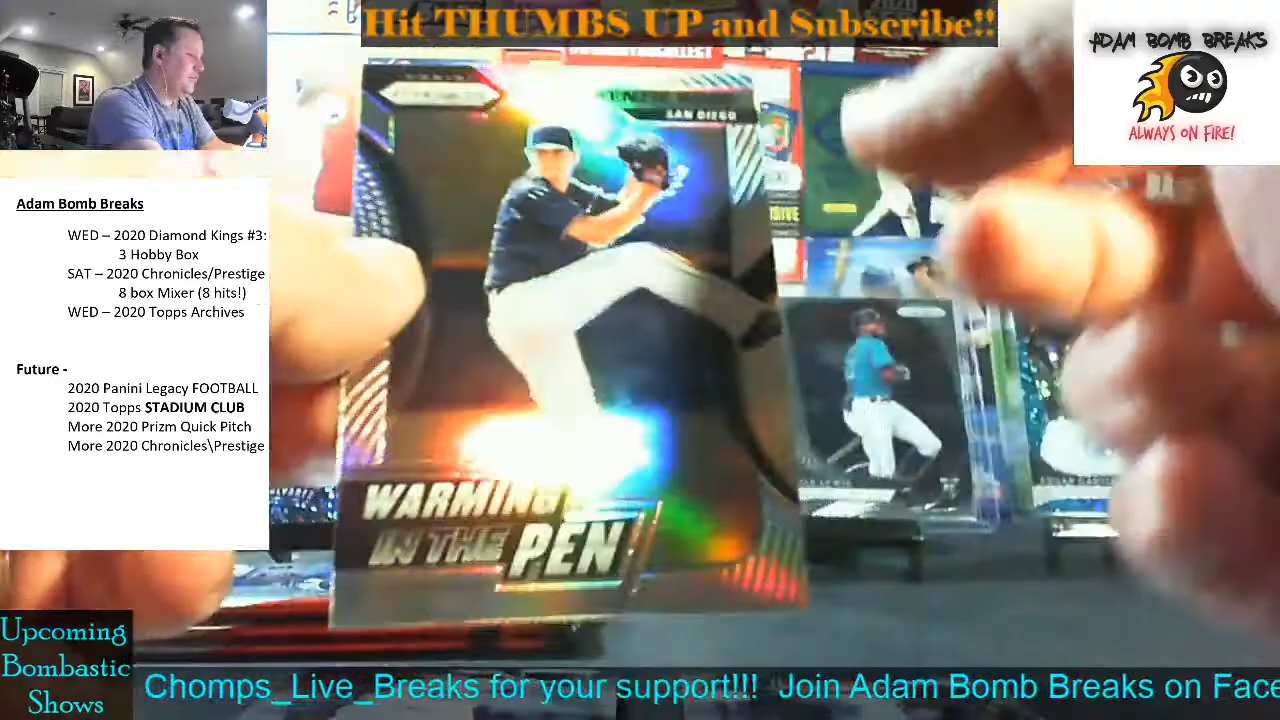 Hit THUMBS UP and Subscribe!!
ADAM BOMB BREAKS
ALWAYS ON FIRE!
Adam Bomb Breaks
WED – 2020 Diamond Kings #3:
3 Hobby Box
SAT – 2020 Chronicles/Prestige
8 box Mixer (8 hits!)
WED – 2020 Topps Archives
Future -
2020 Panini Legacy FOOTBALL
2020 Topps STADIUM CLUB
More 2020 Prizm Quick Pitch
More 2020 Chronicles\Prestige
SAN DIEGO
WARMING
IN THE PEN
Upcoming
Bombastic
Shows
Chomps_Live_Breaks for your support!!! Join Adam Bomb Breaks on Face